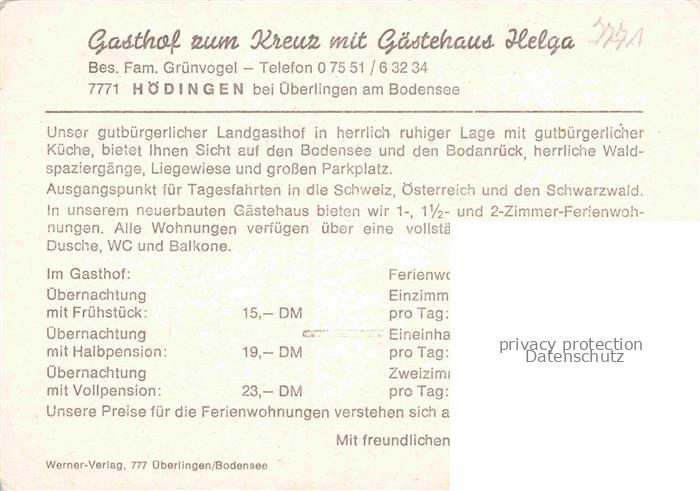 Gasthof zum Kreuz mit Gästehaus Helga 7771
Bes. Fam. Grünvogel – Telefon 0 75 51 / 6 32 34
7771 HÖDINGEN bei Überlingen am Bodensee
Unser gutbürgerlicher Landgasthof in herrlich ruhiger Lage mit gutbürgerlicher
Küche, bietet Ihnen Sicht auf den Bodensee und den Bodanrück, herrliche Wald-
spaziergänge, Liegewiese und großen Parkplatz.
Ausgangspunkt für Tagesfahrten in die Schweiz, Österreich und den Schwarzwald.
In unserem neuerbauten Gästehaus bieten wir 1-, 1½- und 2-Zimmer-Ferienwoh-
nungen. Alle Wohnungen verfügen über eine vollstä
Dusche, WC und Balkone.
Im Gasthof: Ferienwo
Übernachtung Einzimm
mit Frühstück: 15,– DM pro Tag:
Übernachtung Eineinha
mit Halbpension: 19,– DM pro Tag:
Übernachtung Zweizim
mit Vollpension: 23,– DM pro Tag:
Unsere Preise für die Ferienwohnungen verstehen sich a
Mit freundlichen
Werner-Verlag, 777 Überlingen/Bodensee
privacy protection
Datenschutz